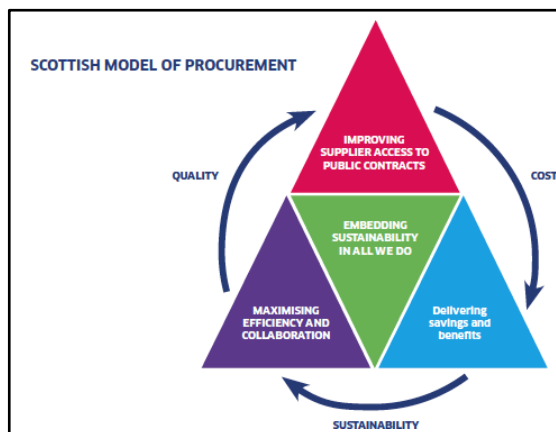 SCOTTISH MODEL OF PROCUREMENT
IMPROVING
SUPPLIER ACCESS TO
PUBLIC CONTRACTS
QUALITY
COST
EMBEDDING
SUSTAINABILITY
IN ALL WE DO
MAXIMISING
EFFICIENCY AND
COLLABORATION
Delivering
savings and
benefits
SUSTAINABILITY